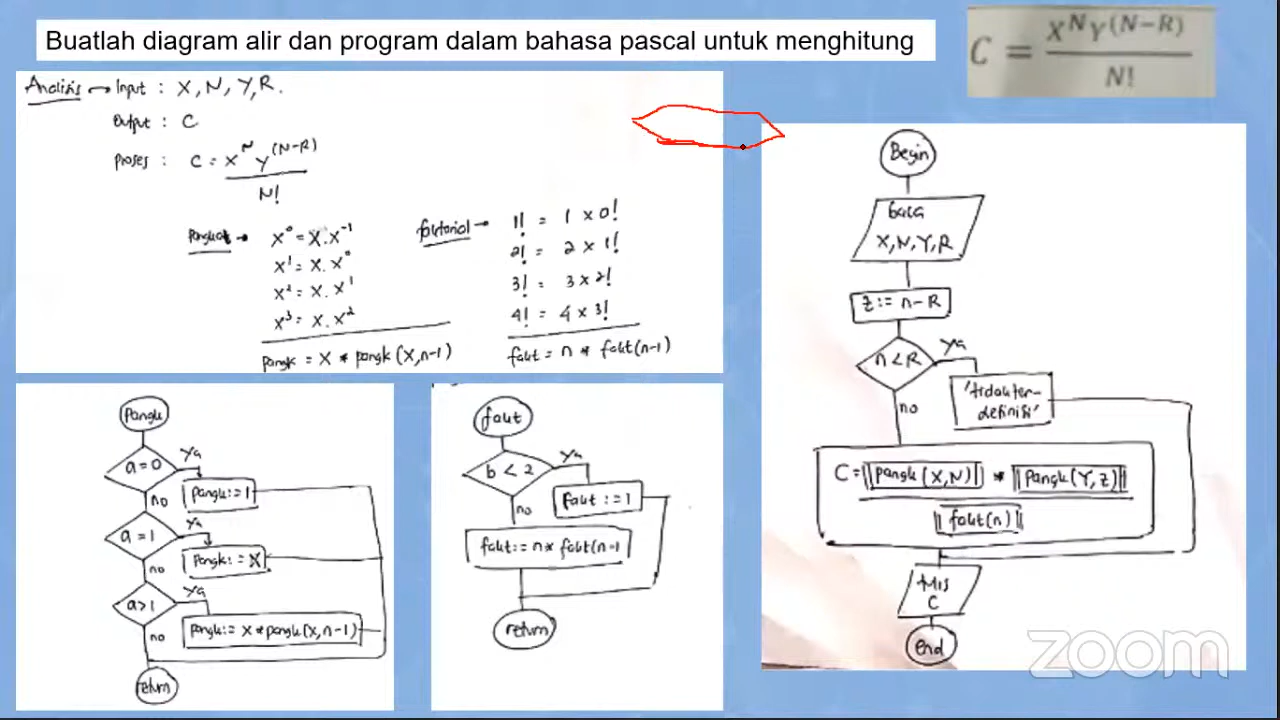 Buatlah diagram alir dan program dalam bahasa pascal untuk menghitung
C = X^N Y^(N-R) / N!
Analisis → Input : X, N, Y, R.
Output : C
Proses : C = X^N Y^(N-R)
N!
X^0 = X.X^-1
X^1 = X.X^0
X^2 = X.X^1
X^3 = X.X^2
pangk = X * pangk (X, n-1)
faktorial →
1! = 1 x 0!
2! = 2 x 1!
3! = 3 x 2!
4! = 4 x 3!
fakt = n * fakt (n-1)
Pangk
a=0
Ya
Pangk:=1
no
a=1
Ya
Pangk:=X
no
a>1
Ya
Pangk:= X*pangk(X,n-1)
no
return
fakt
b < 2
Ya
fakt := 1
no
fakt:= n* fakt(n-1
return
Begin
baca
X, N, Y, R
Z := n - R
n < R
Ya
'tidak ter-
definisi'
no
C = pangk (X, N) * Pangk (Y, Z)
fakt (n)
C
end
zoom